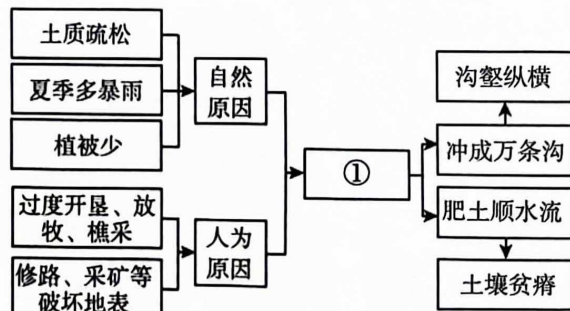 土质疏松
夏季多暴雨
植被少
自然
原因
过度开垦、放
牧、樵采
修路、采矿等
破坏地表
人为
原因
①
沟壑纵横
冲成万条沟
肥土顺水流
土壤贫瘠